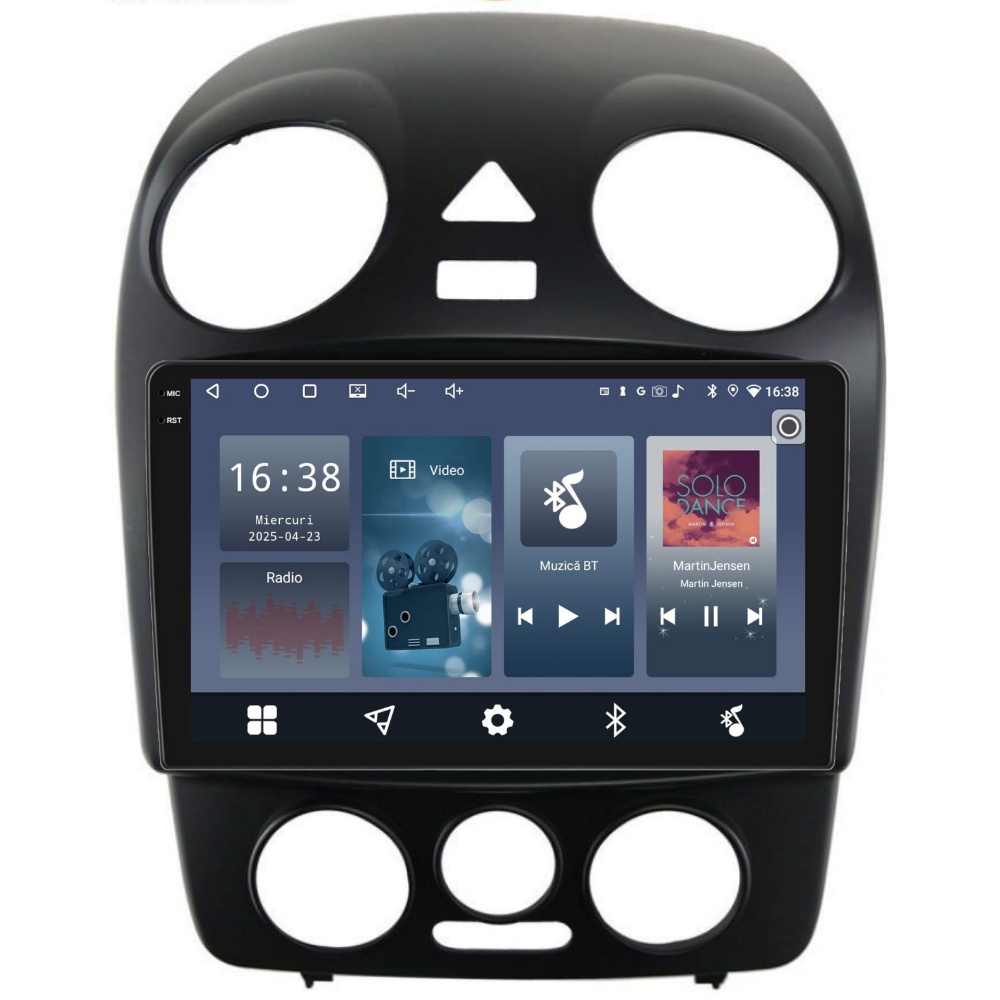 MIC
RST
G
16:38
16:38
Miercuri
2025-04-23
Radio
Video
Muzică BT
SOLO
DANCE
MARTIN JENSEN
MartinJensen
Martin Jensen